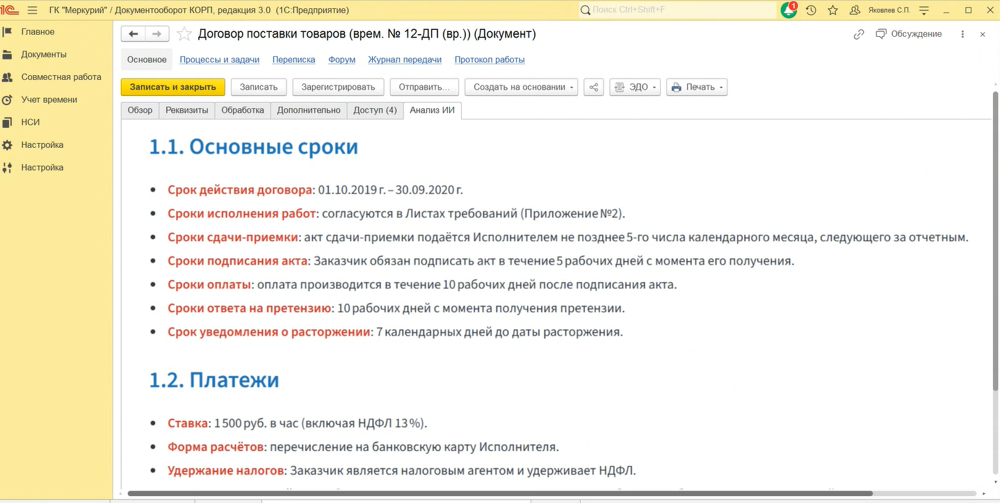 ГК "Меркурий" / Документооборот КОРП, редакция 3.0 (1С:Предприятие)
Поиск Ctrl+Shift+F
1
Яковлев С.П.
Главное
Документы
Совместная работа
Учет времени
НСИ
Настройка
Настройка
Договор поставки товаров (врем. № 12-ДП (вр.)) (Документ)
Обсуждение
Основное Процессы и задачи Переписка Форум Журнал передачи Протокол работы
Записать и закрыть Записать Зарегистрировать Отправить... Создать на основании ЭДО Печать
Обзор Реквизиты Обработка Дополнительно Доступ (4) Анализ ИИ
1.1. Основные сроки
• Срок действия договора: 01.10.2019 г. – 30.09.2020 г.
• Сроки исполнения работ: согласуются в Листах требований (Приложение №2).
• Сроки сдачи-приемки: акт сдачи-приемки подаётся Исполнителем не позднее 5-го числа календарного месяца, следующего за отчетным.
• Сроки подписания акта: Заказчик обязан подписать акт в течение 5 рабочих дней с момента его получения.
• Сроки оплаты: оплата производится в течение 10 рабочих дней после подписания акта.
• Сроки ответа на претензию: 10 рабочих дней с момента получения претензии.
• Срок уведомления о расторжении: 7 календарных дней до даты расторжения.
1.2. Платежи
• Ставка: 1 500 руб. в час (включая НДФЛ 13 %).
• Форма расчётов: перечисление на банковскую карту Исполнителя.
• Удержание налогов: Заказчик является налоговым агентом и удерживает НДФЛ.